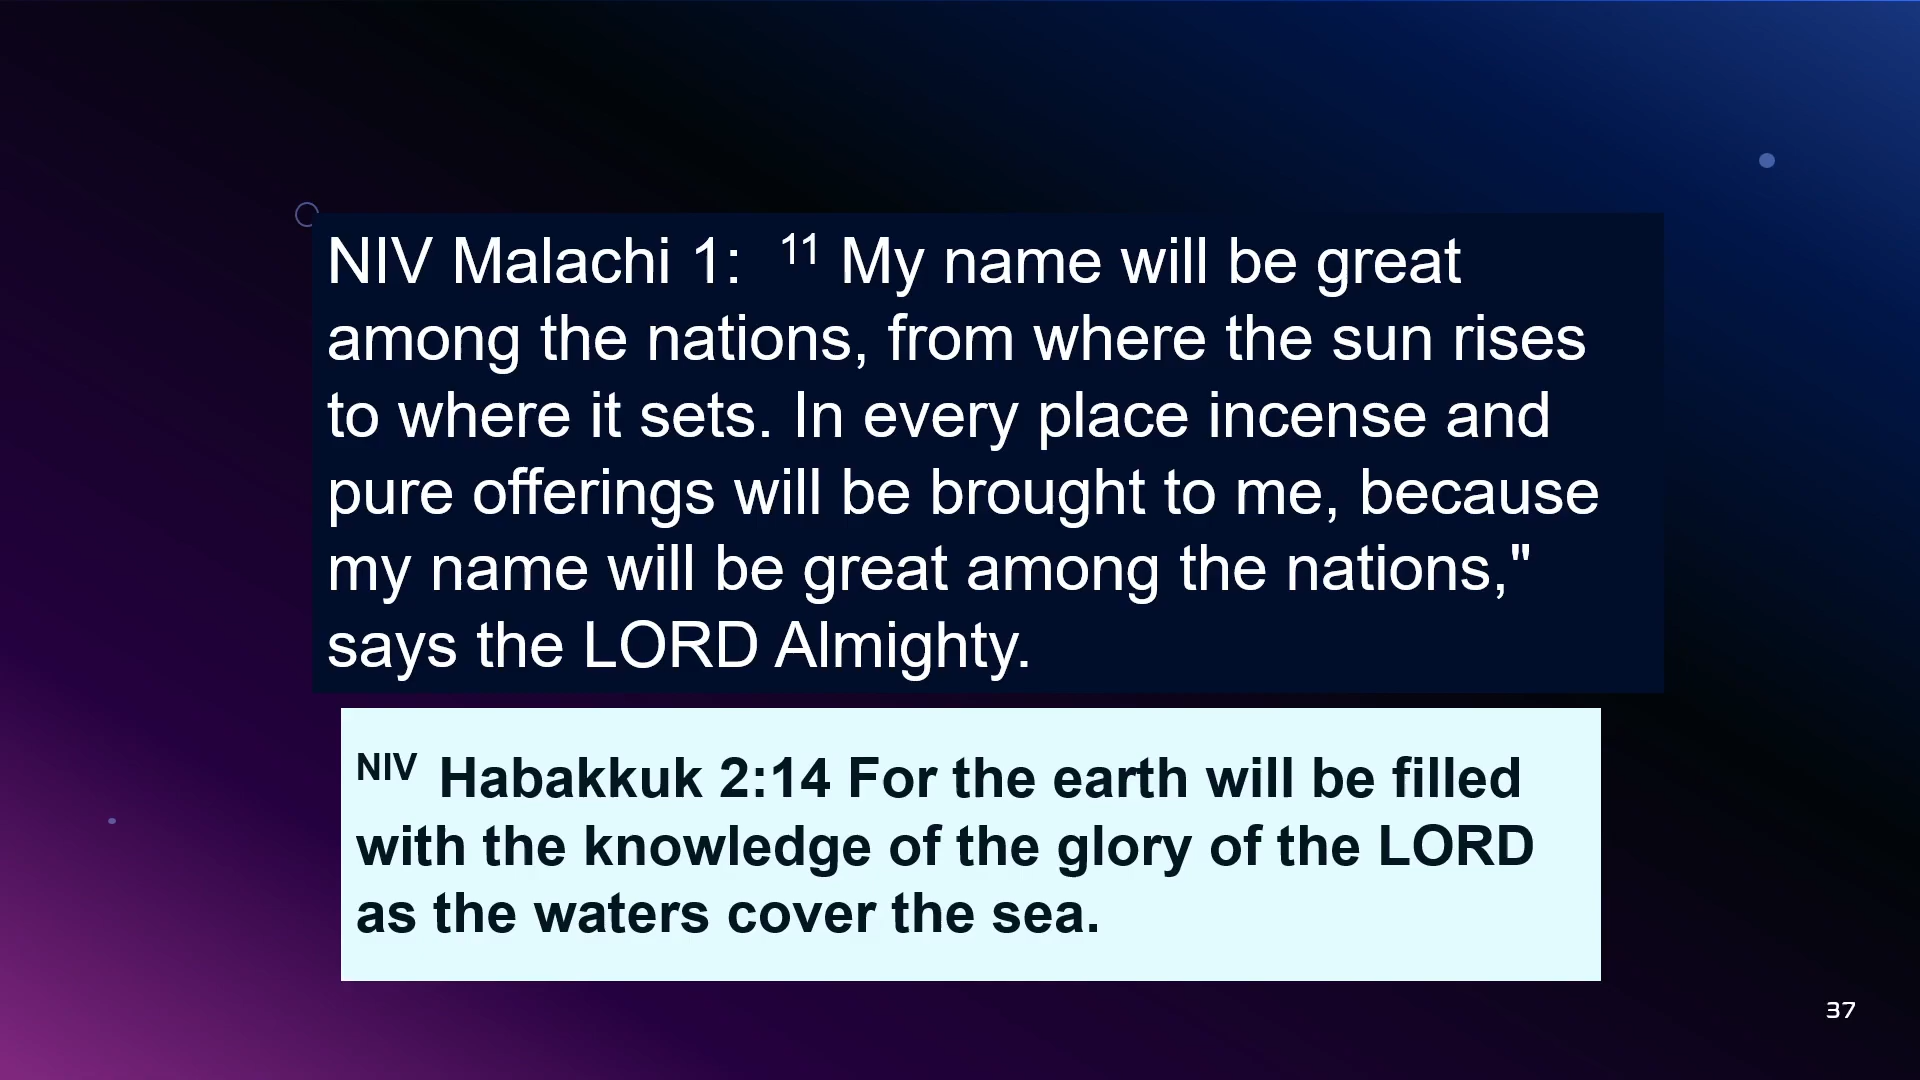 NIV Malachi 1: 11 My name will be great
among the nations, from where the sun rises
to where it sets. In every place incense and
pure offerings will be brought to me, because
my name will be great among the nations,"
says the LORD Almighty.
NIV Habakkuk 2:14 For the earth will be filled
with the knowledge of the glory of the LORD
as the waters cover the sea.
37